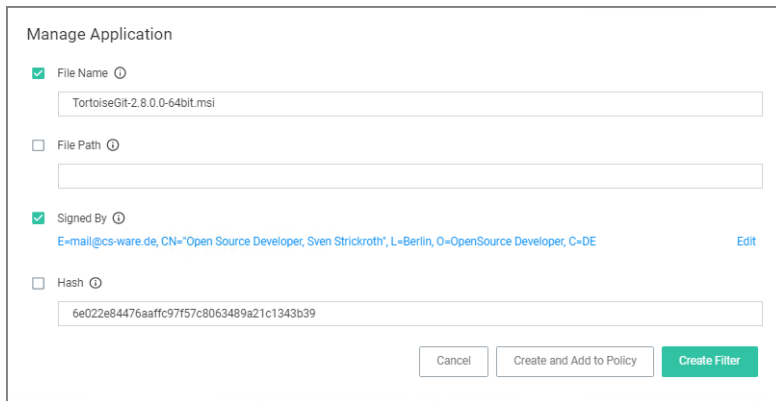 Manage Application
File Name
TortoiseGit-2.8.0.0-64bit.msi
File Path
Signed By
E=mail@cs-ware.de, CN="Open Source Developer, Sven Strickroth", L=Berlin, O=OpenSource Developer, C=DE
Edit
Hash
6e022e84476aaffc97f57c8063489a21c1343b39
Cancel
Create and Add to Policy
Create Filter